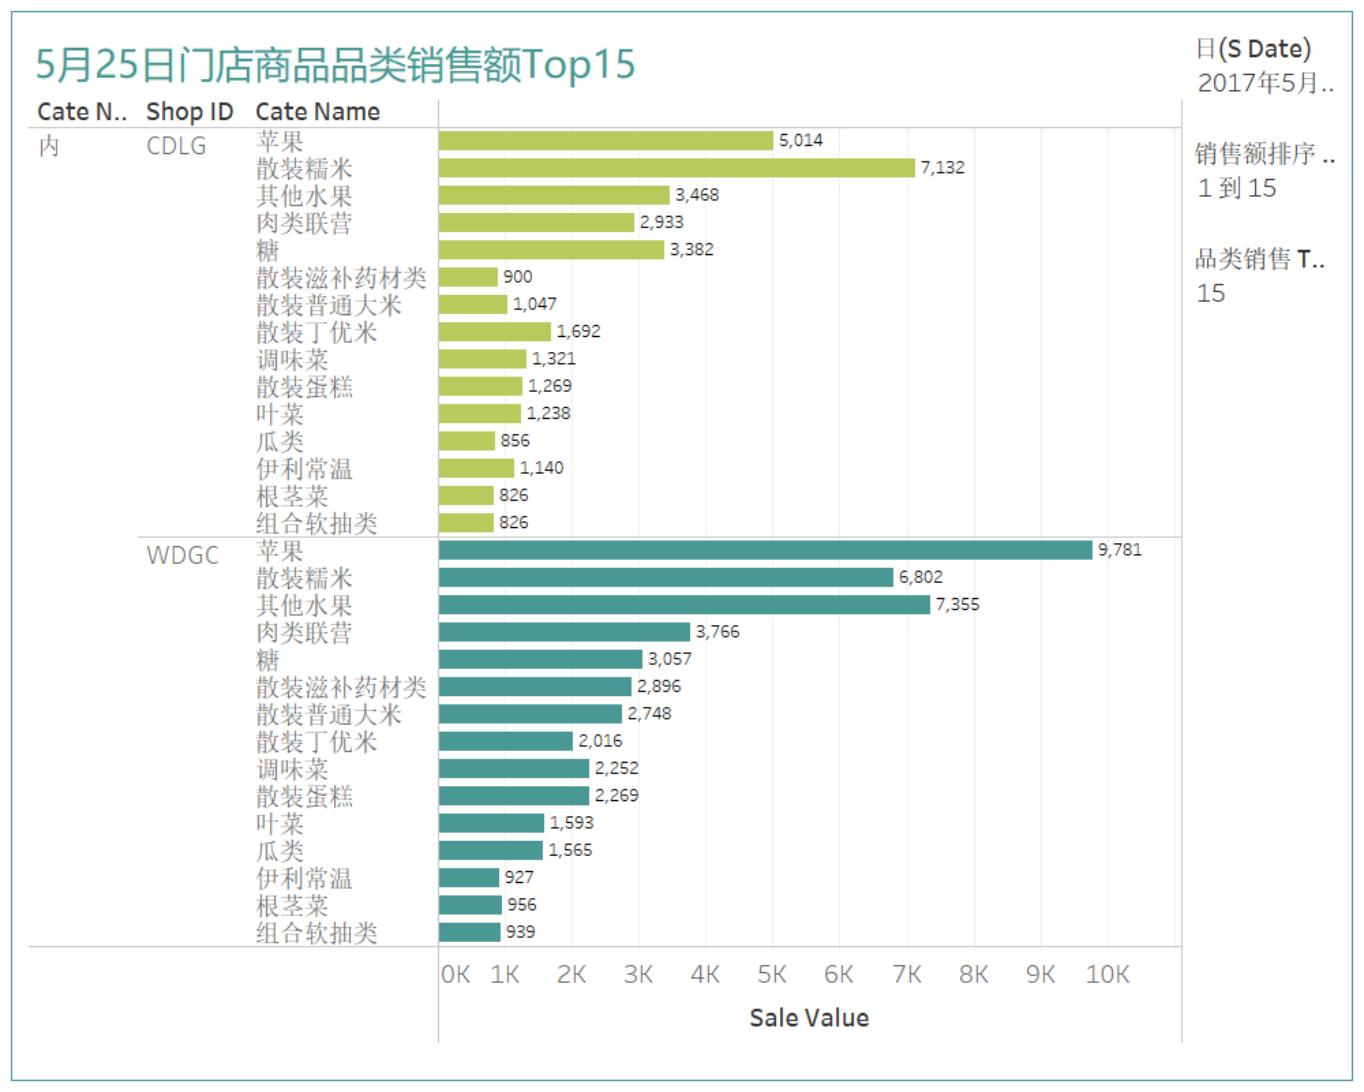 5月25日门店商品品类销售额Top15
Cate N.. Shop ID Cate Name
内 CDLG 苹果 5,014
散装糯米 7,132
其他水果 3,468
肉类联营 2,933
糖 3,382
散装滋补药材类 900
散装普通大米 1,047
散装丁优米 1,692
调味菜 1,321
散装蛋糕 1,269
叶菜 1,238
瓜类 856
伊利常温 1,140
根茎菜 826
组合软抽类 826
WDGC 苹果 9,781
散装糯米 6,802
其他水果 7,355
肉类联营 3,766
糖 3,057
散装滋补药材类 2,896
散装普通大米 2,748
散装丁优米 2,016
调味菜 2,252
散装蛋糕 2,269
叶菜 1,593
瓜类 1,565
伊利常温 927
根茎菜 956
组合软抽类 939
0K 1K 2K 3K 4K 5K 6K 7K 8K 9K 10K
Sale Value
日(S Date)
2017年5月..
销售额排序 ..
1 到 15
品类销售 T..
15